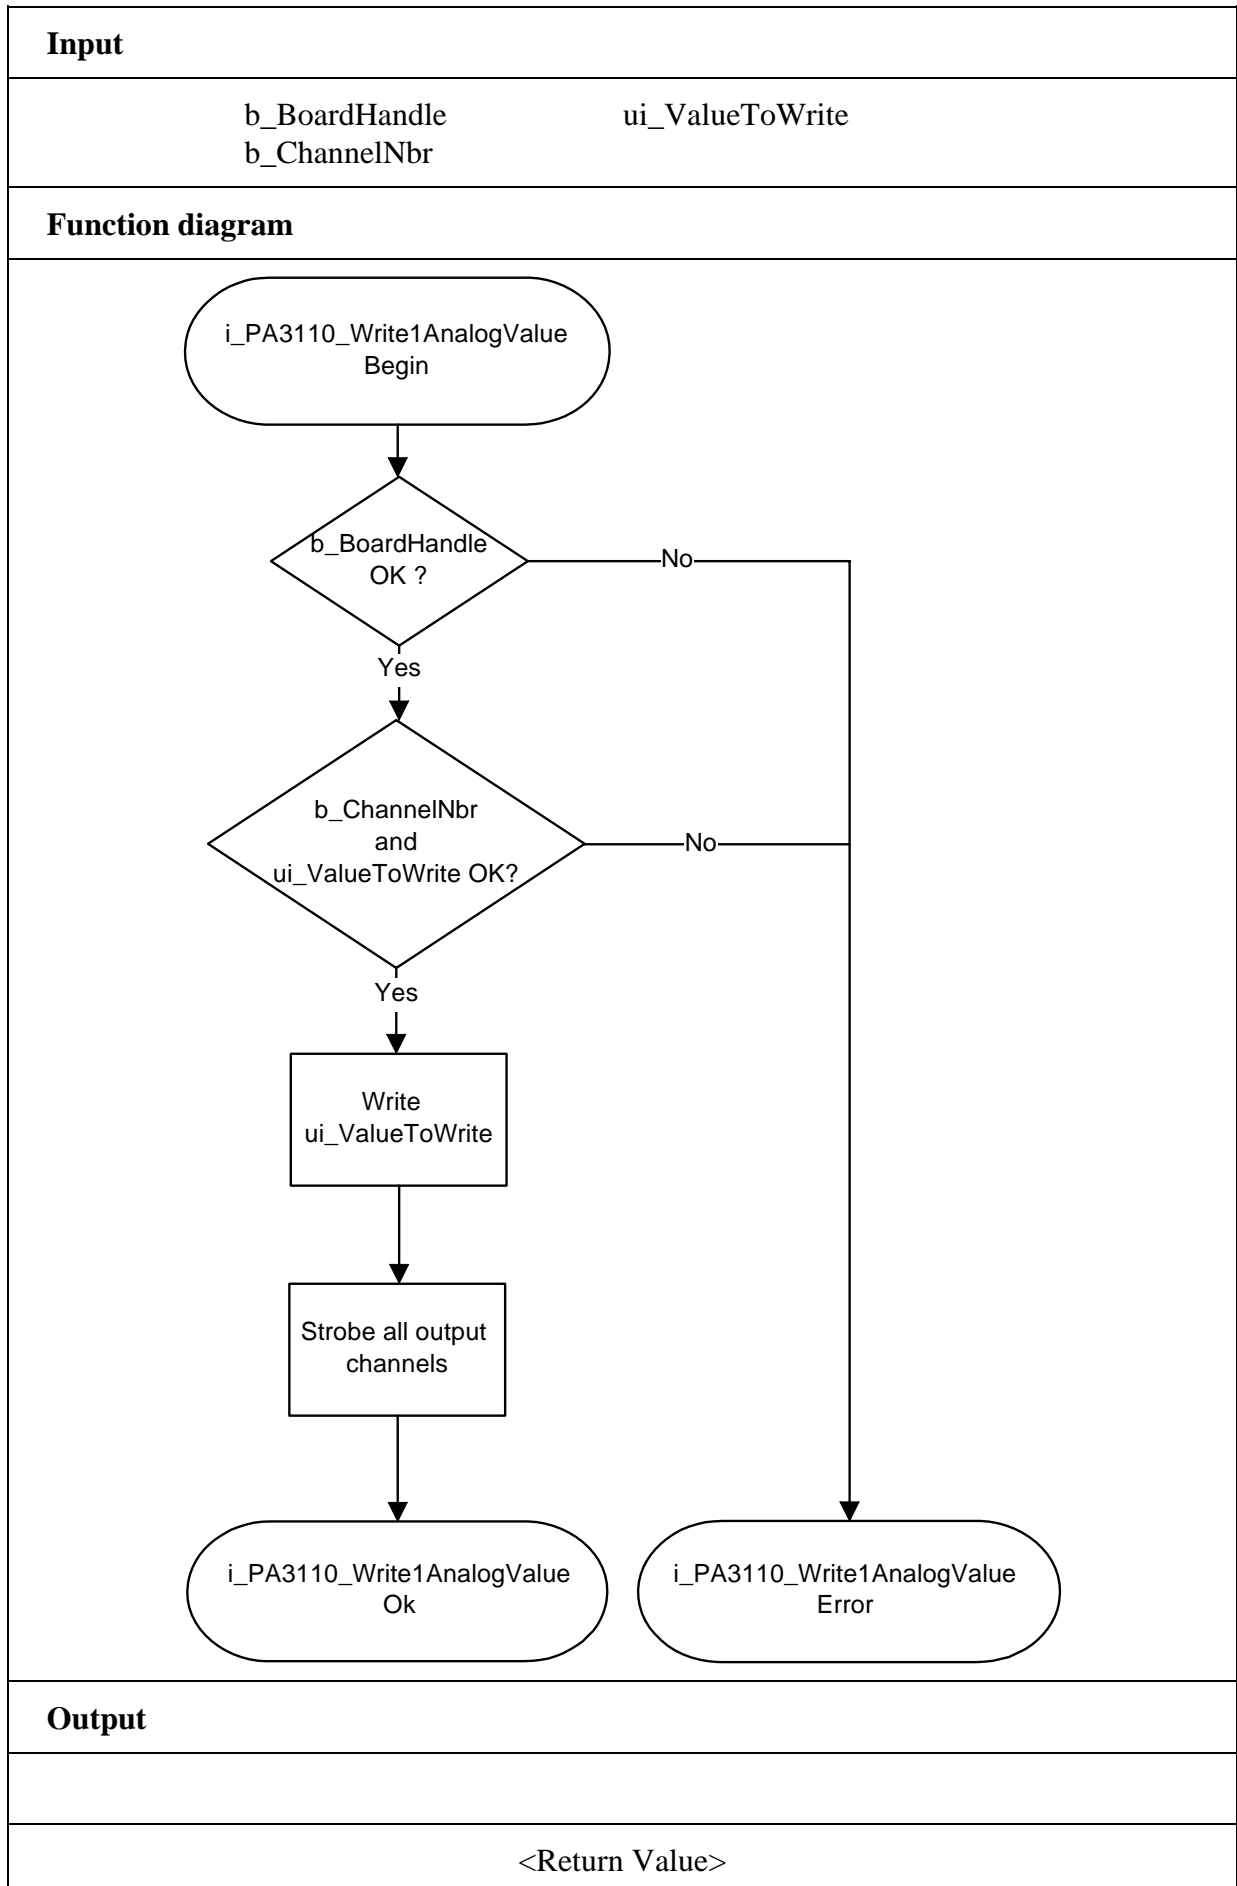 Input
b_BoardHandle ui_ValueToWrite
b_ChannelNbr
Function diagram
i_PA3110_Write1AnalogValue
Begin
b_BoardHandle
OK ?
No
Yes
b_ChannelNbr
and
ui_ValueToWrite OK?
No
Yes
Write
ui_ValueToWrite
Strobe all output
channels
i_PA3110_Write1AnalogValue
Ok
i_PA3110_Write1AnalogValue
Error
Output
<Return Value>